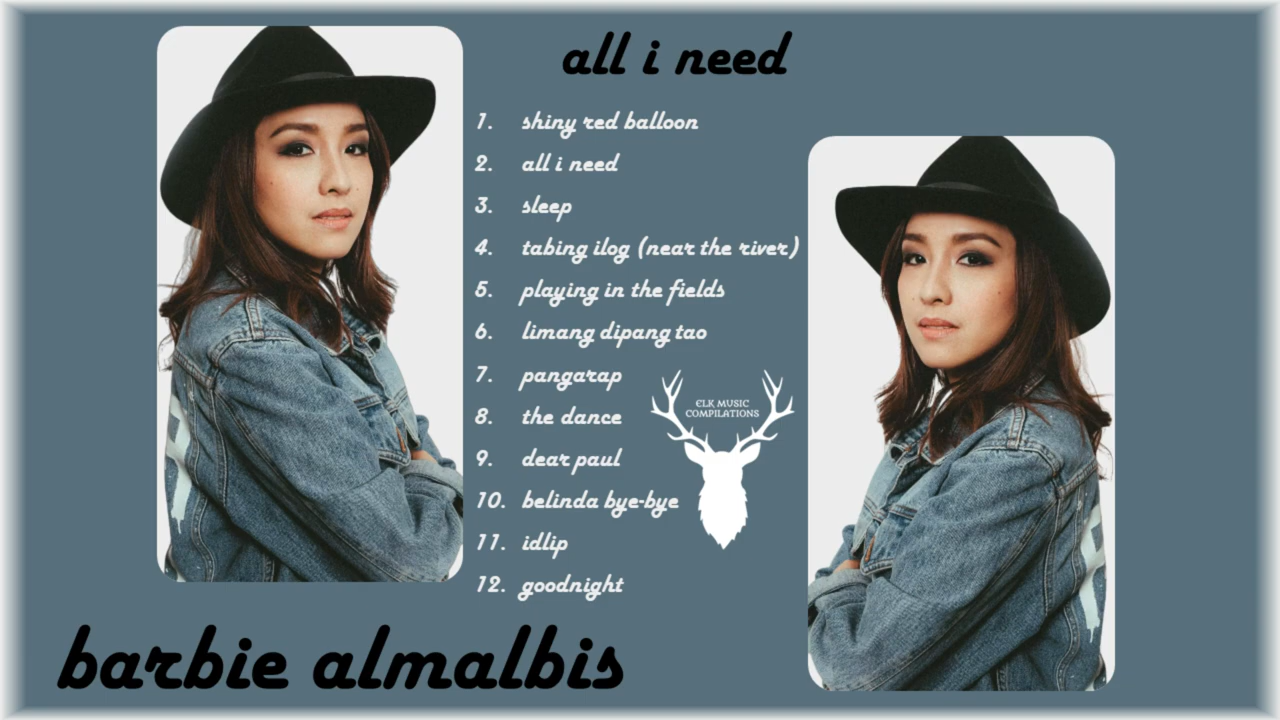 all i need
1. shiny red balloon
2. all i need
3. sleep
4. tabing ilog (near the river)
5. playing in the fields
6. limang dipang tao
7. pangarap
8. the dance
9. dear paul
10. belinda bye-bye
11. idlip
12. goodnight
ELK MUSIC
COMPILATIONS
barbie almalbis